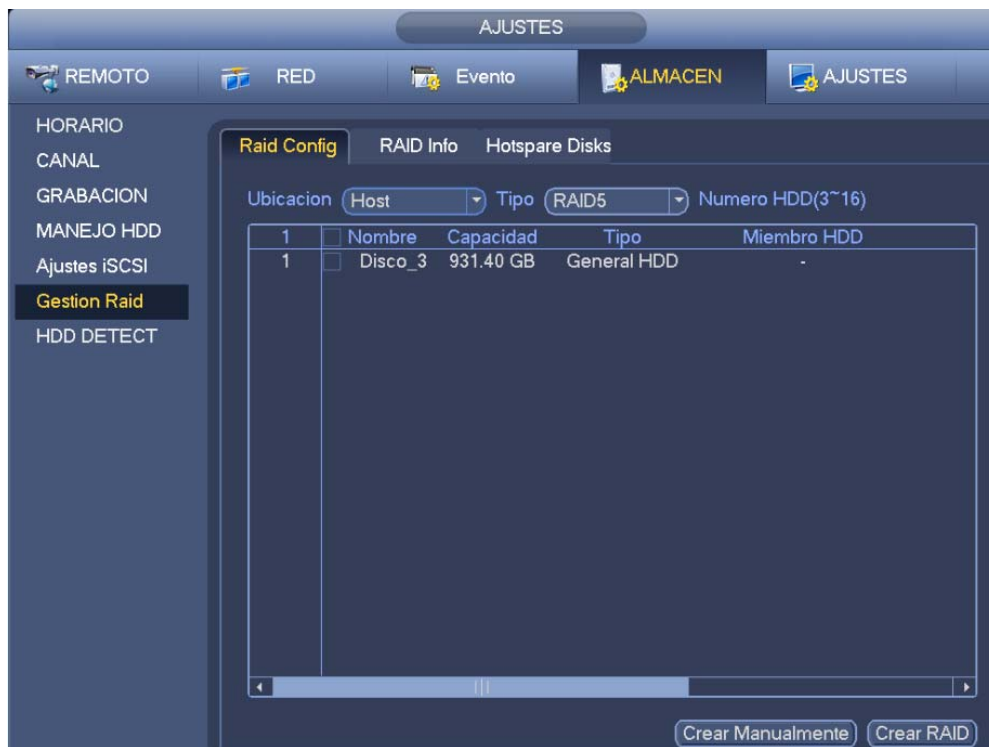 AJUSTES
REMOTO RED Evento ALMACEN AJUSTES
HORARIO
CANAL
GRABACION
MANEJO HDD
Ajustes iSCSI
Gestion Raid
HDD DETECT
Raid Config RAID Info Hotspare Disks
Ubicacion Host Tipo RAID5 Numero HDD(3~16)
1 Nombre Capacidad Tipo Miembro HDD
1 Disco_3 931.40 GB General HDD -
Crear Manualmente Crear RAID